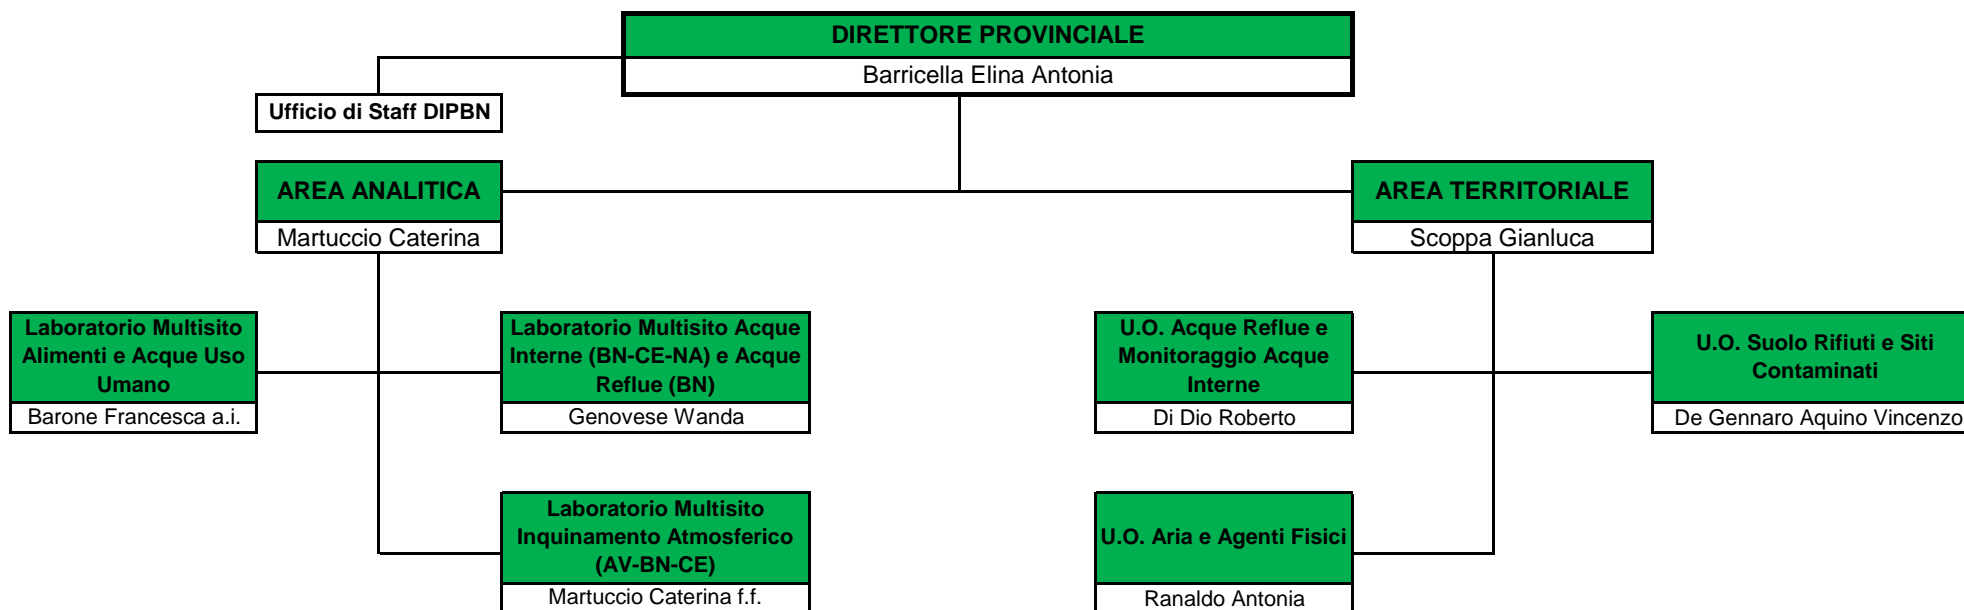 DIRETTORE PROVINCIALE
Barricella Elina Antonia
Ufficio di Staff DIPBN
AREA ANALITICA
Martuccio Caterina
AREA TERRITORIALE
Scoppa Gianluca
Laboratorio Multisito
Alimenti e Acque Uso
Umano
Barone Francesca a.i.
Laboratorio Multisito Acque
Interne (BN-CE-NA) e Acque
Reflue (BN)
Genovese Wanda
U.O. Acque Reflue e
Monitoraggio Acque
Interne
Di Dio Roberto
U.O. Suolo Rifiuti e Siti
Contaminati
De Gennaro Aquino Vincenzo
Laboratorio Multisito
Inquinamento Atmosferico
(AV-BN-CE)
Martuccio Caterina f.f.
U.O. Aria e Agenti Fisici
Ranaldo Antonia